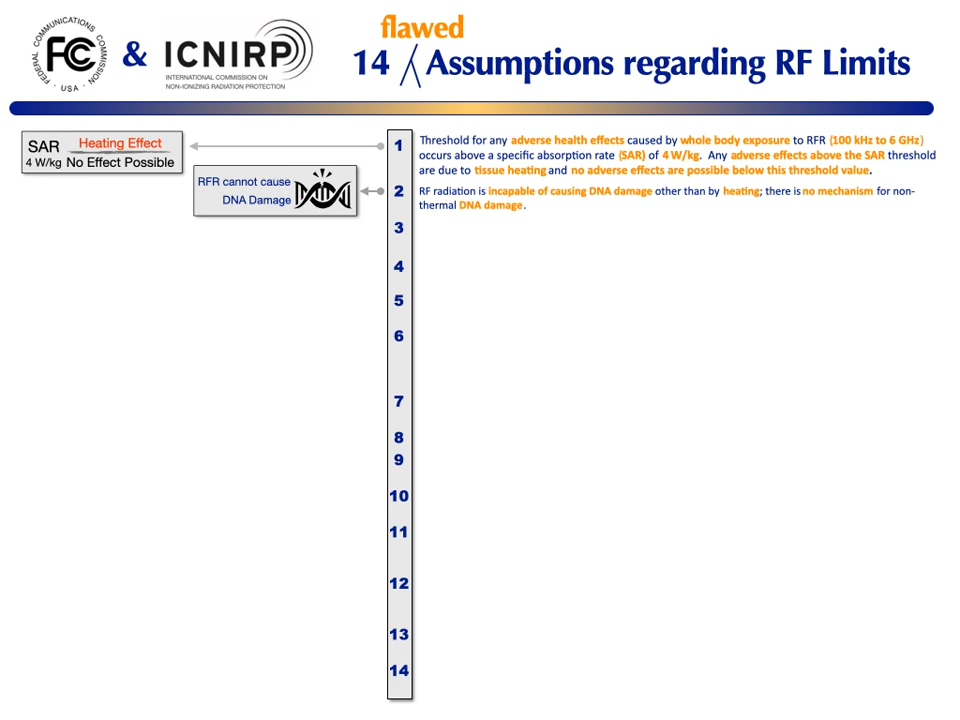 FEDERAL COMMUNICATIONS COMMISSION · USA ·
FCC
&
ICNIRP
INTERNATIONAL COMMISSION ON
NON-IONIZING RADIATION PROTECTION
flawed
14 Assumptions regarding RF Limits
SAR Heating Effect
4 W/kg No Effect Possible
1
Threshold for any adverse health effects caused by whole body exposure to RFR (100 kHz to 6 GHz)
occurs above a specific absorption rate (SAR) of 4 W/kg. Any adverse effects above the SAR threshold
are due to tissue heating and no adverse effects are possible below this threshold value.
RFR cannot cause
DNA Damage
2
RF radiation is incapable of causing DNA damage other than by heating; there is no mechanism for non-
thermal DNA damage.
3
4
5
6
7
8
9
10
11
12
13
14